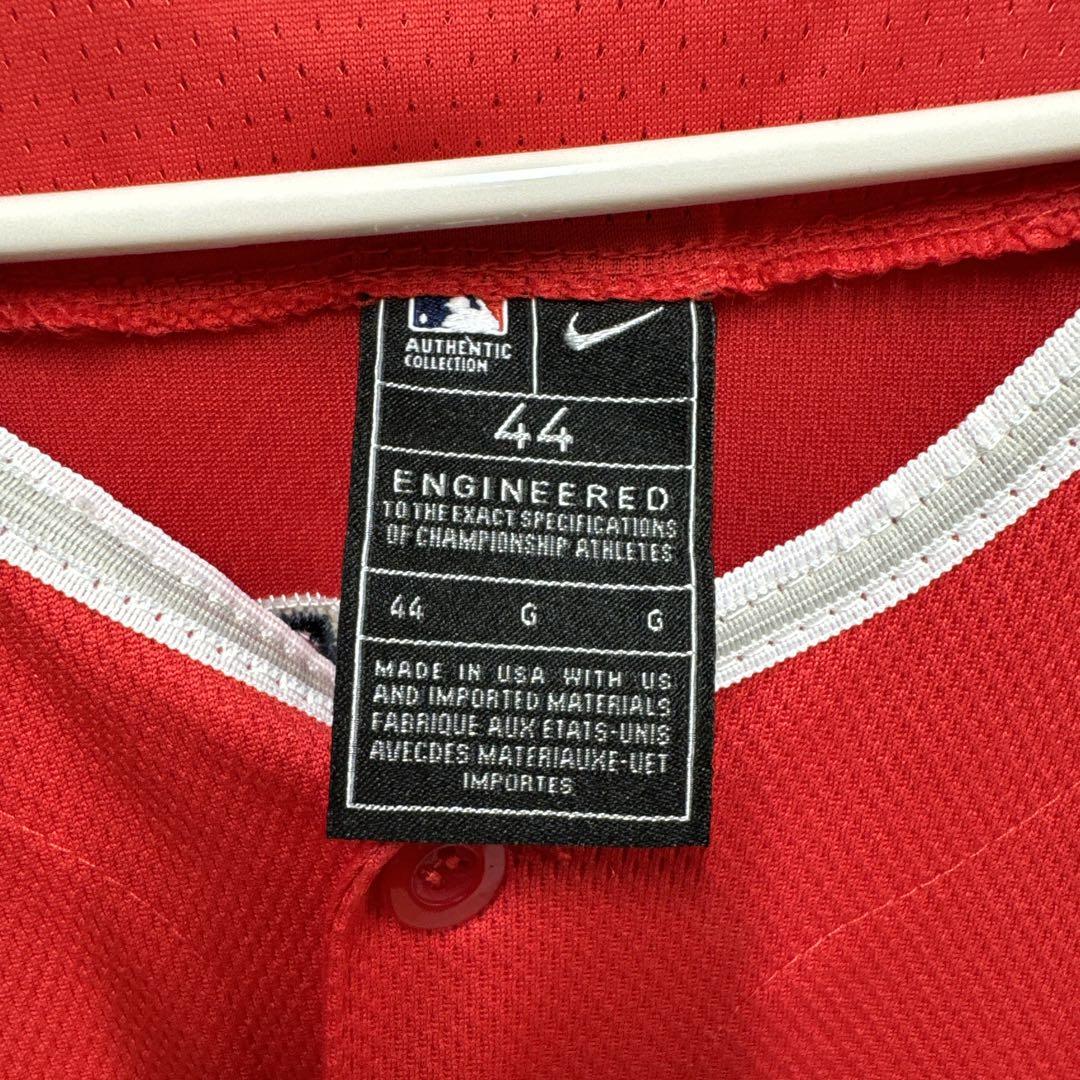 AUTHENTIC
COLLECTION
44
ENGINEERED
TO THE EXACT SPECIFICATIONS
OF CHAMPIONSHIP ATHLETES
44 G G
MADE IN USA WITH US
AND IMPORTED MATERIALS
FABRIQUE AUX ETATS-UNIS
AVECDES MATERIAUXE-UET
IMPORTES